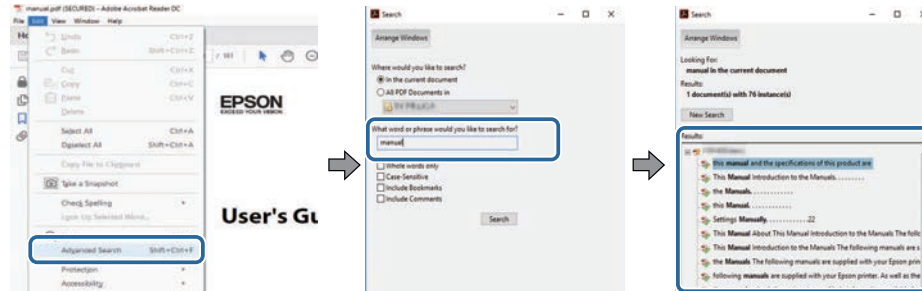 manual.pdf (SECURED) - Adobe Acrobat Reader DC
File Edit View Window Help
Undo Ctrl+Z
Shift+Ctrl+Z
Cut Ctrl+X
Copy Ctrl+C
Paste Ctrl+V
Delete
Select All Ctrl+A
Deselect All Shift+Ctrl+A
Copy File to Clipboard
Take a Snapshot
Check Spelling
Look Up Selected Word...
Advanced Search Shift+Ctrl+F
Protection
Accessibility
EPSON
EXCEED YOUR VISION
User's Gu
Search
Arrange Windows
Where would you like to search?
In the current document
All PDF Documents in
What word or phrase would you like to search for?
manual
Whole words only
Case-Sensitive
Include Bookmarks
Include Comments
Search
Search
Arrange Windows
Looking For:
manual in the current document
Results:
1 document(s) with 76 instance(s)
New Search
Results:
this manual and the specifications of this product are
This Manual Introduction to the Manuals.........
the Manuals............
this Manual............
Settings Manually............22
This Manual About This Manual Introduction to the Manuals The follo
This Manual Introduction to the Manuals The following manuals are s
the Manuals The following manuals are supplied with your Epson prin
following manuals are supplied with your Epson printer. As well as the